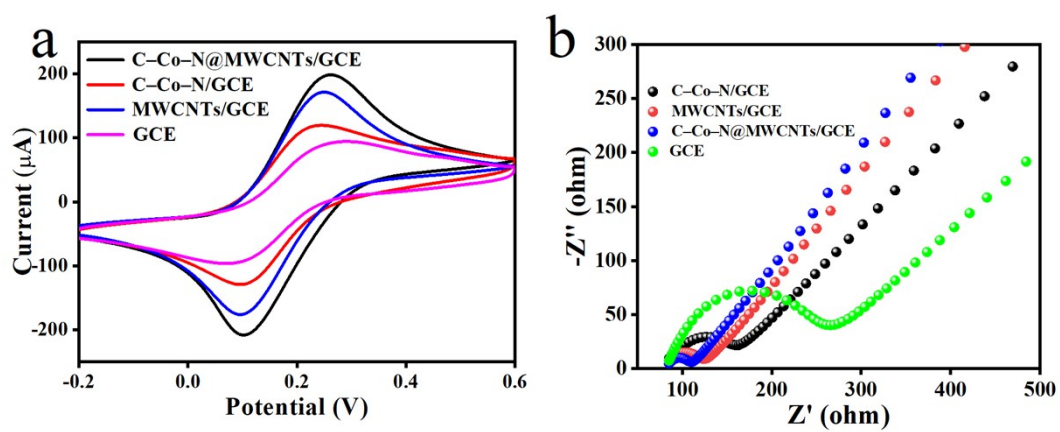 a
C–Co–N@MWCNTs/GCE
C–Co–N/GCE
MWCNTs/GCE
GCE
200
100
0
-100
-200
Current (μA)
-0.2 0.0 0.2 0.4 0.6
Potential (V)
b
C–Co–N/GCE
MWCNTs/GCE
C–Co–N@MWCNTs/GCE
GCE
300
250
200
150
100
50
0
-Z'' (ohm)
100 200 300 400 500
Z' (ohm)